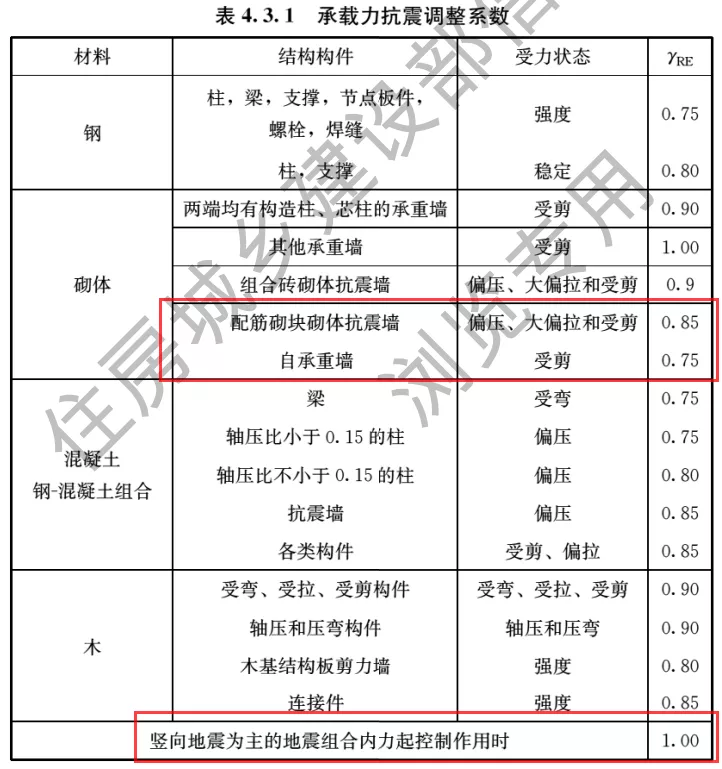 表 4.3.1 承载力抗震调整系数
材料 结构构件 受力状态 γRE
钢 柱，梁，支撑，节点板件，螺栓，焊缝 强度 0.75
柱，支撑 稳定 0.80
砌体 两端均有构造柱、芯柱的承重墙 受剪 0.90
其他承重墙 受剪 1.00
组合砖砌体抗震墙 偏压、大偏拉和受剪 0.9
配筋砌块砌体抗震墙 偏压、大偏拉和受剪 0.85
自承重墙 受剪 0.75
混凝土 钢-混凝土组合 梁 受弯 0.75
轴压比小于 0.15 的柱 偏压 0.75
轴压比不小于 0.15 的柱 偏压 0.80
抗震墙 偏压 0.85
各类构件 受剪、偏拉 0.85
木 受弯、受拉、受剪构件 受弯、受拉、受剪 0.90
轴压和压弯构件 轴压和压弯 0.90
木基结构板剪力墙 强度 0.80
连接件 强度 0.85
竖向地震为主的地震组合内力起控制作用时 1.00
住房城乡建设部信
浏览专用